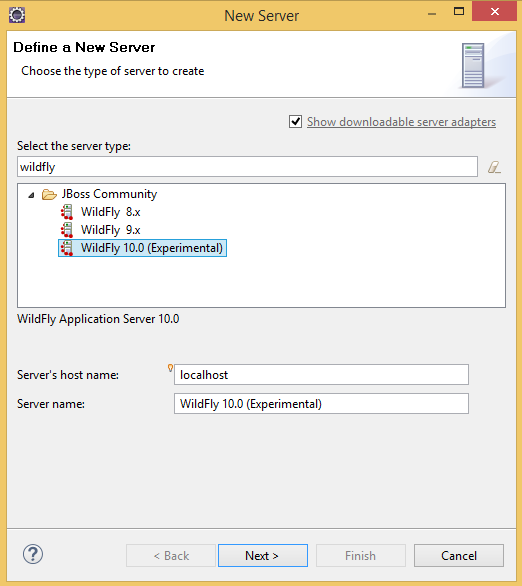 New Server
Define a New Server
Choose the type of server to create
Show downloadable server adapters
Select the server type:
wildfly
JBoss Community
WildFly 8.x
WildFly 9.x
WildFly 10.0 (Experimental)
WildFly Application Server 10.0
Server's host name: localhost
Server name: WildFly 10.0 (Experimental)
? < Back Next > Finish Cancel